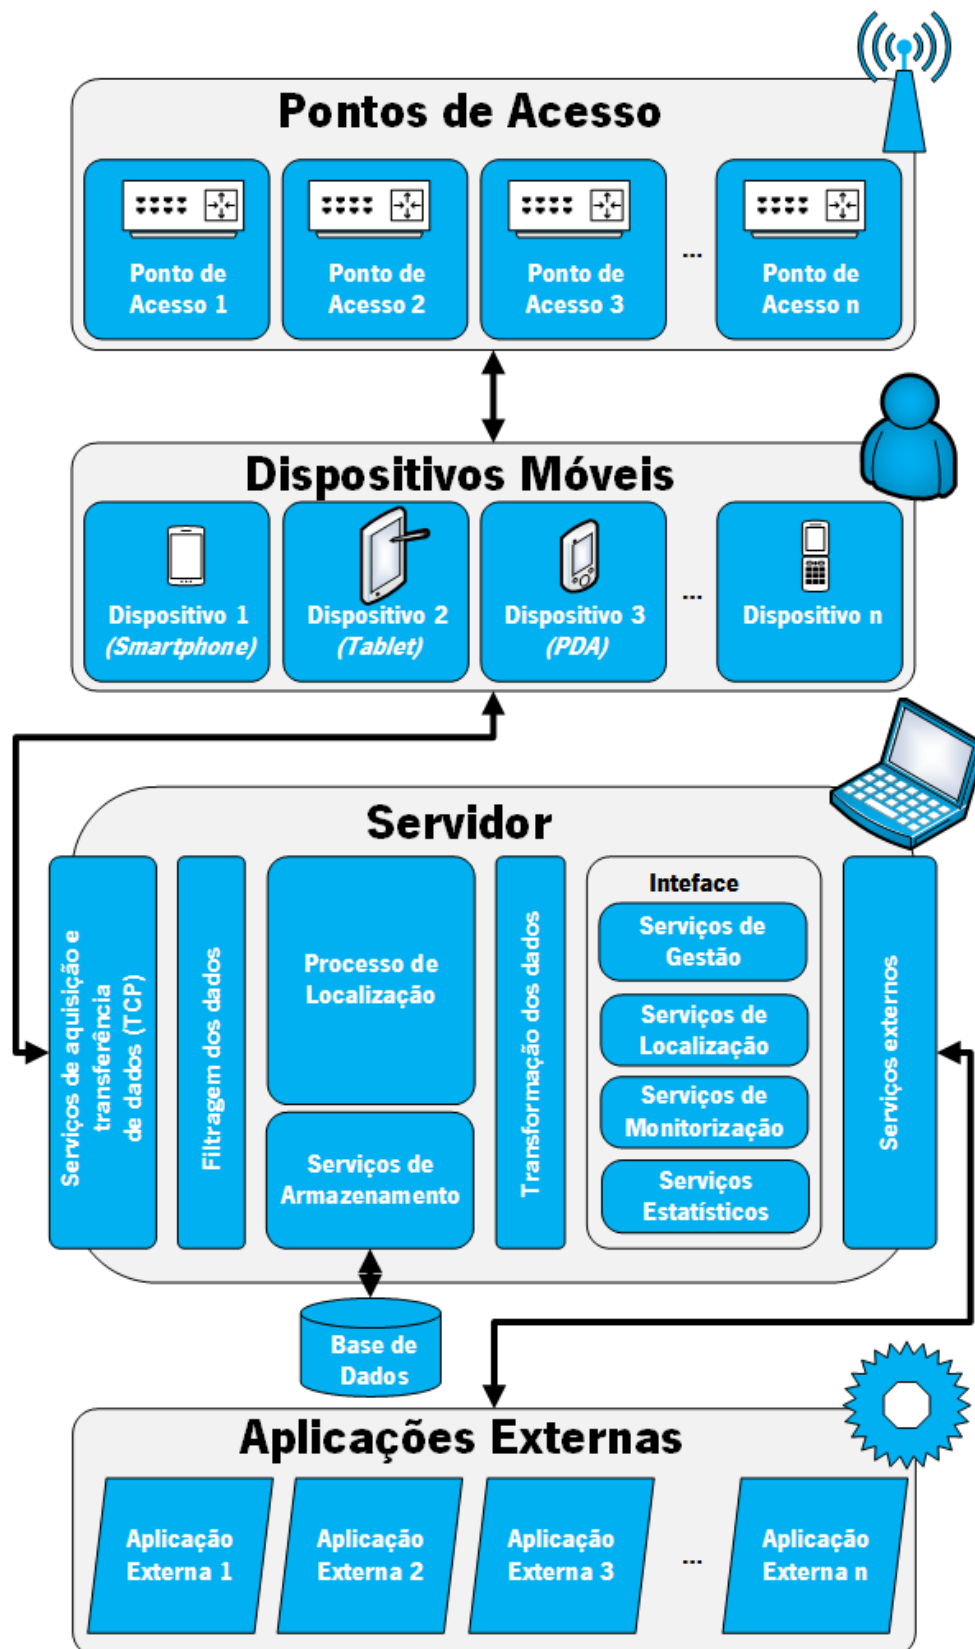 Pontos de Acesso
Ponto de
Acesso 1
Ponto de
Acesso 2
Ponto de
Acesso 3
...
Ponto de
Acesso n
Dispositivos Móveis
Dispositivo 1
(Smartphone)
Dispositivo 2
(Tablet)
Dispositivo 3
(PDA)
...
Dispositivo n
Servidor
Serviços de aquisição e
transferência
de dados (TCP)
Filtragem dos dados
Processo de
Localização
Serviços de
Armazenamento
Transformação dos dados
Inteface
Serviços de
Gestão
Serviços de
Localização
Serviços de
Monitorização
Serviços
Estatísticos
Serviços externos
Base de
Dados
Aplicações Externas
Aplicação
Externa 1
Aplicação
Externa 2
Aplicação
Externa 3
...
Aplicação
Externa n